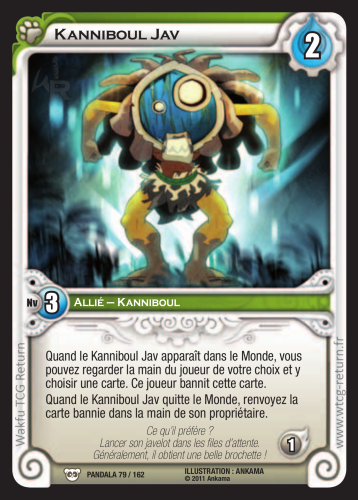 Kanniboul Jav
2
Nv 3
Allié – Kanniboul
Quand le Kanniboul Jav apparaît dans le Monde, vous
pouvez regarder la main du joueur de votre choix et y
choisir une carte. Ce joueur bannit cette carte.
Quand le Kanniboul Jav quitte le Monde, renvoyez la
carte bannie dans la main de son propriétaire.
Ce qu'il préfère ?
Lancer son javelot dans les files d'attente.
Généralement, il obtient une belle brochette !
1
PANDALA 79 / 162
ILLUSTRATION : ANKAMA
© 2011 Ankama
Wakfu TCG Return
www.wtcg-return.fr